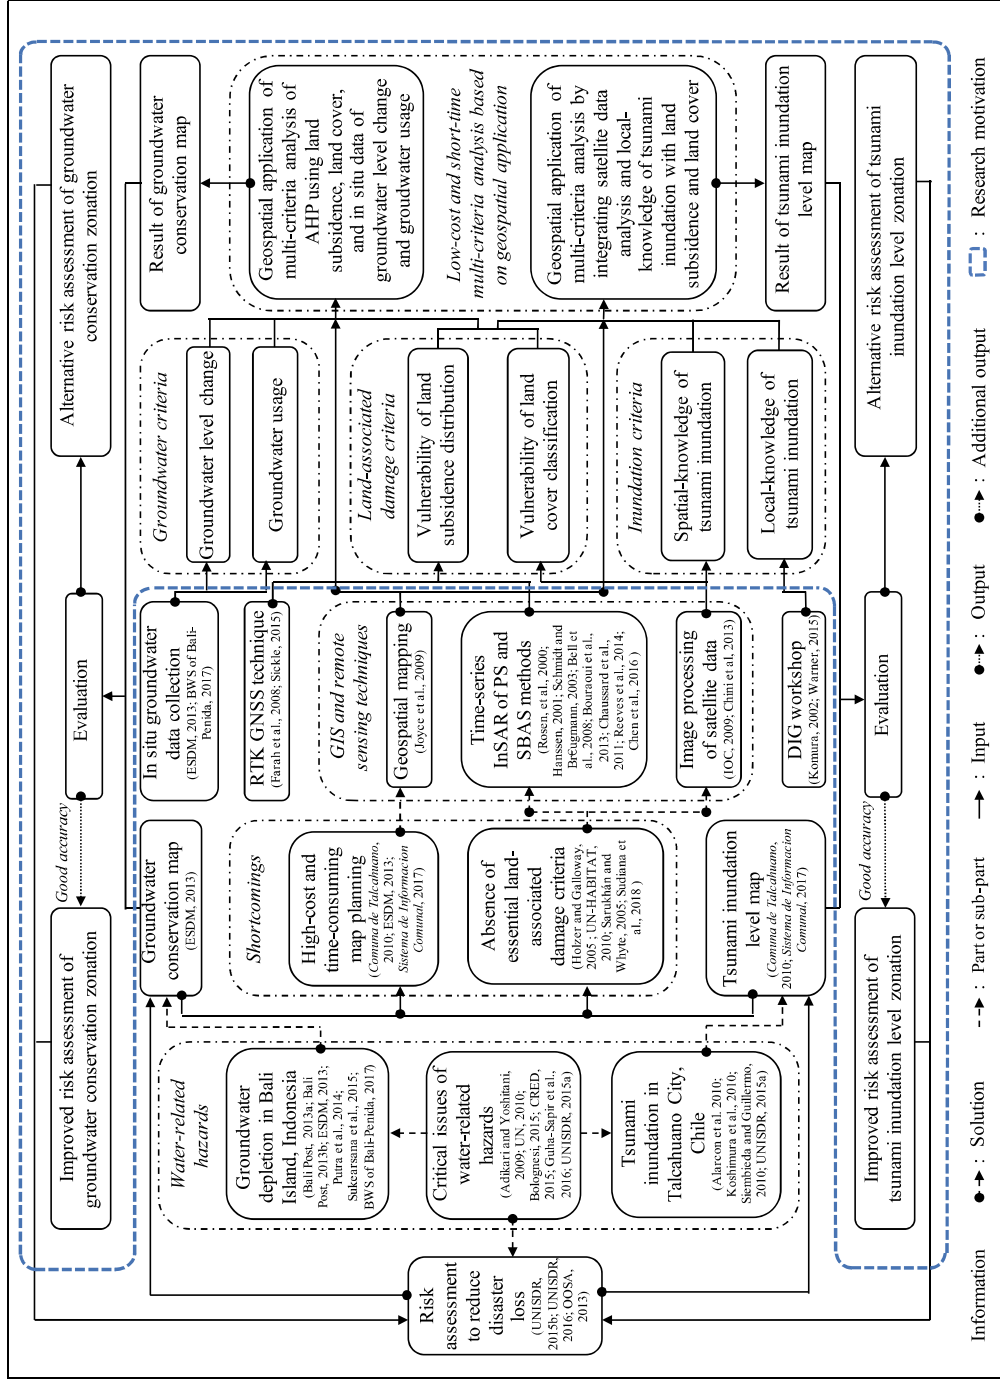 Improved risk assessment of
groundwater conservation zonation
Good accuracy
Evaluation
Alternative risk assessment of groundwater
conservation zonation
Water-related
hazards
Groundwater
depletion in Bali
Island, Indonesia
(Bali Post, 2013a; Bali
Post, 2013b; ESDM, 2013;
Putra et al., 2014;
Sukearsana et al., 2015;
BWS of Bali-Penida, 2017)
Critical issues of
water-related
hazards
(Adikari and Yoshitani,
2009; UN, 2010;
Bolognesi, 2015; CRED,
2015; Guha-Sapir et al.,
2016; UNISDR, 2015a)
Tsunami
inundation in
Talcahuano City,
Chile
(Alarcon et al. 2010;
Koshimura et al., 2010;
Siembieda and Guillermo,
2010; UNISDR, 2015a)
Risk
assessment
to reduce
disaster
loss
(UNISDR,
2015b; UNISDR,
2016; OOSA,
2013)
Groundwater
conservation map
(ESDM, 2013)
Shortcomings
High-cost and
time-consuming
map planning
(Comuna de Talcahuano,
2010; ESDM, 2013;
Sistema de Informacion
Comunal, 2017)
Absence of
essential land-
associated
damage criteria
(Holzer and Galloway,
2005 ; UN-HABITAT,
2010; Sarukhán and
Whyte, 2005; Sudiana et
al., 2018 )
Tsunami inundation
level map
(Comuna de Talcahuano,
2010; Sistema de Informacion
Comunal, 2017)
In situ groundwater
data collection
(ESDM, 2013; BWS of Bali-
Penida, 2017)
RTK GNSS technique
(Farah et al., 2008; Sickle, 2015)
GIS and remote
sensing techniques
Geospatial mapping
(Joyce et al., 2009)
Time-series
InSAR of PS and
SBAS methods
(Rosen, et al., 2000;
Hanssen, 2001; Schmidt and
Br€ugmann, 2003; Bell et
al., 2008; Bouraoui et al.,
2013; Chaussard et al.,
2011; Reeves et al., 2014;
Chen et al., 2016 )
Image processing
of satellite data
(IOC, 2009; Chini et al, 2013)
DIG workshop
(Komura, 2002; Warner, 2015)
Groundwater criteria
Groundwater level change
Groundwater usage
Land-associated
damage criteria
Vulnerability of land
subsidence distribution
Vulnerability of land
cover classification
Inundation criteria
Spatial-knowledge of
tsunami inundation
Local-knowledge of
tsunami inundation
Result of groundwater
conservation map
Geospatial application of
multi-criteria analysis of
AHP using land
subsidence, land cover,
and in situ data of
groundwater level change
and groundwater usage
Low-cost and short-time
multi-criteria analysis based
on geospatial application
Geospatial application of
multi-criteria analysis by
integrating satellite data
analysis and local-
knowledge of tsunami
inundation with land
subsidence and land cover
Result of tsunami inundation
level map
Improved risk assessment of
tsunami inundation level zonation
Good accuracy
Evaluation
Alternative risk assessment of tsunami
inundation level zonation
Information
: Solution
: Part or sub-part
: Input
: Output
: Additional output
: Research motivation